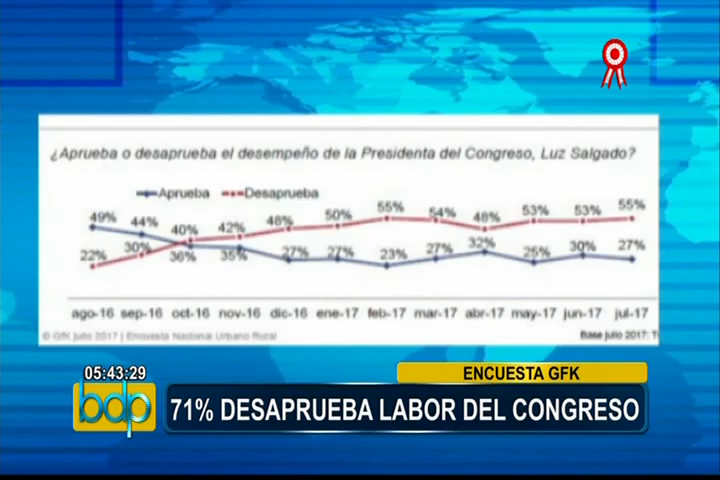 ¿Aprueba o desaprueba el desempeño de la Presidenta del Congreso, Luz Salgado?
Aprueba Desaprueba
49% 44% 40% 42% 48% 50% 55% 54% 48% 53% 53% 55%
22% 30% 36% 35% 27% 27% 23% 27% 32% 25% 30% 27%
ago-16 sep-16 oct-16 nov-16 dic-16 ene-17 feb-17 mar-17 abr-17 may-17 jun-17 jul-17
© GfK julio 2017 | Encuesta Nacional Urbano Rural Base julio 2017: T
05:43:29
ENCUESTA GFK
bdp
71% DESAPRUEBA LABOR DEL CONGRESO